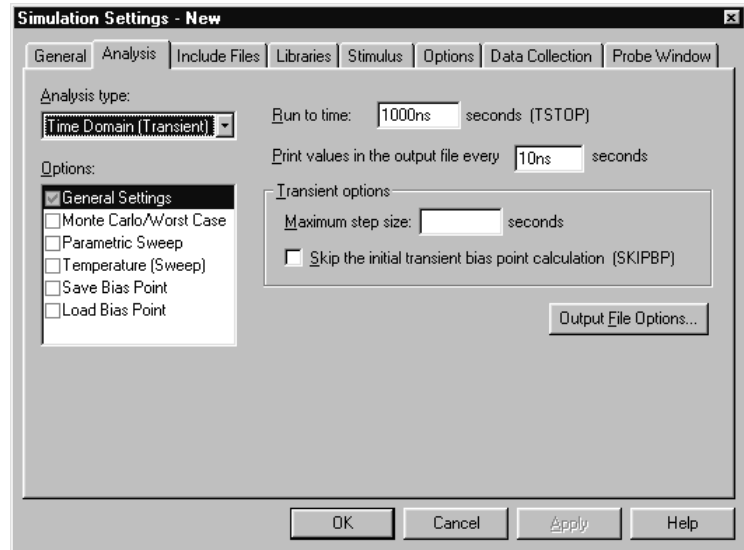 Simulation Settings - New
General Analysis Include Files Libraries Stimulus Options Data Collection Probe Window
Analysis type:
Time Domain (Transient)
Run to time: 1000ns seconds (TSTOP)
Print values in the output file every 10ns seconds
Options:
General Settings
Monte Carlo/Worst Case
Parametric Sweep
Temperature (Sweep)
Save Bias Point
Load Bias Point
Transient options
Maximum step size: seconds
Skip the initial transient bias point calculation (SKIPBP)
Output File Options...
OK Cancel Apply Help